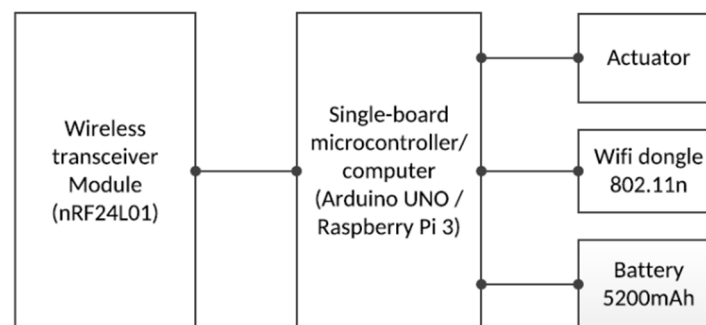 Wireless
transceiver
Module
(nRF24L01)
Single-board
microcontroller/
computer
(Arduino UNO /
Raspberry Pi 3)
Actuator
Wifi dongle
802.11n
Battery
5200mAh